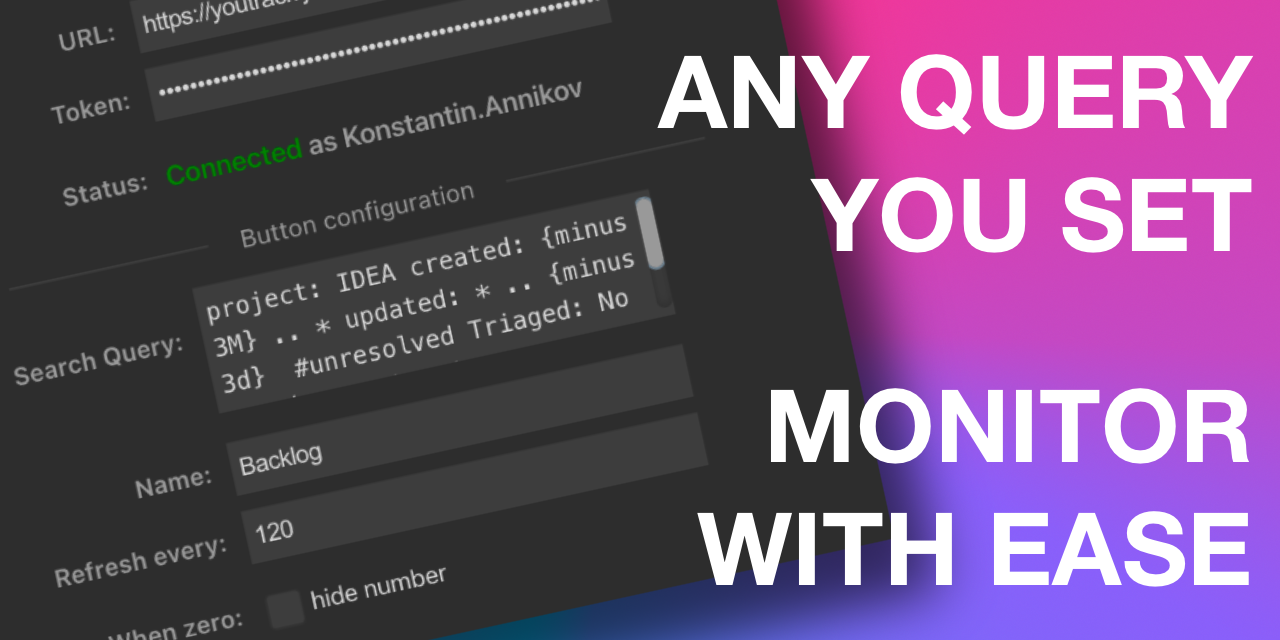 URL: https://youtrack
Token: ••••••••••••••••••••••••••••••••••••••••••••••••
Status: Connected as Konstantin.Annikov
Button configuration
Search Query:
project: IDEA created: {minus
3M} .. * updated: * .. {minus
3d}  #unresolved Triaged: No
Name: Backlog
Refresh every: 120
When zero: hide number
ANY QUERY
YOU SET
MONITOR
WITH EASE